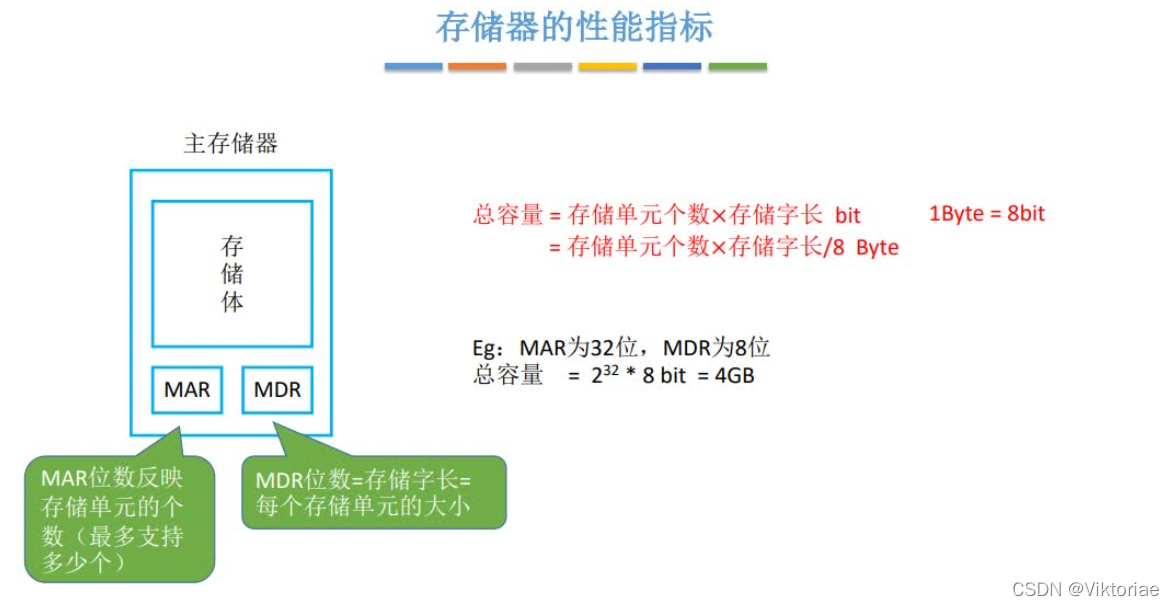 存储器的性能指标
主存储器
存
储
体
MAR
MDR
MAR位数反映
存储单元的个
数（最多支持
多少个）
MDR位数=存储字长=
每个存储单元的大小
总容量 = 存储单元个数×存储字长 bit
= 存储单元个数×存储字长/8 Byte
1Byte = 8bit
Eg：MAR为32位，MDR为8位
总容量 = 2³² * 8 bit = 4GB
CSDN @Viktoriae